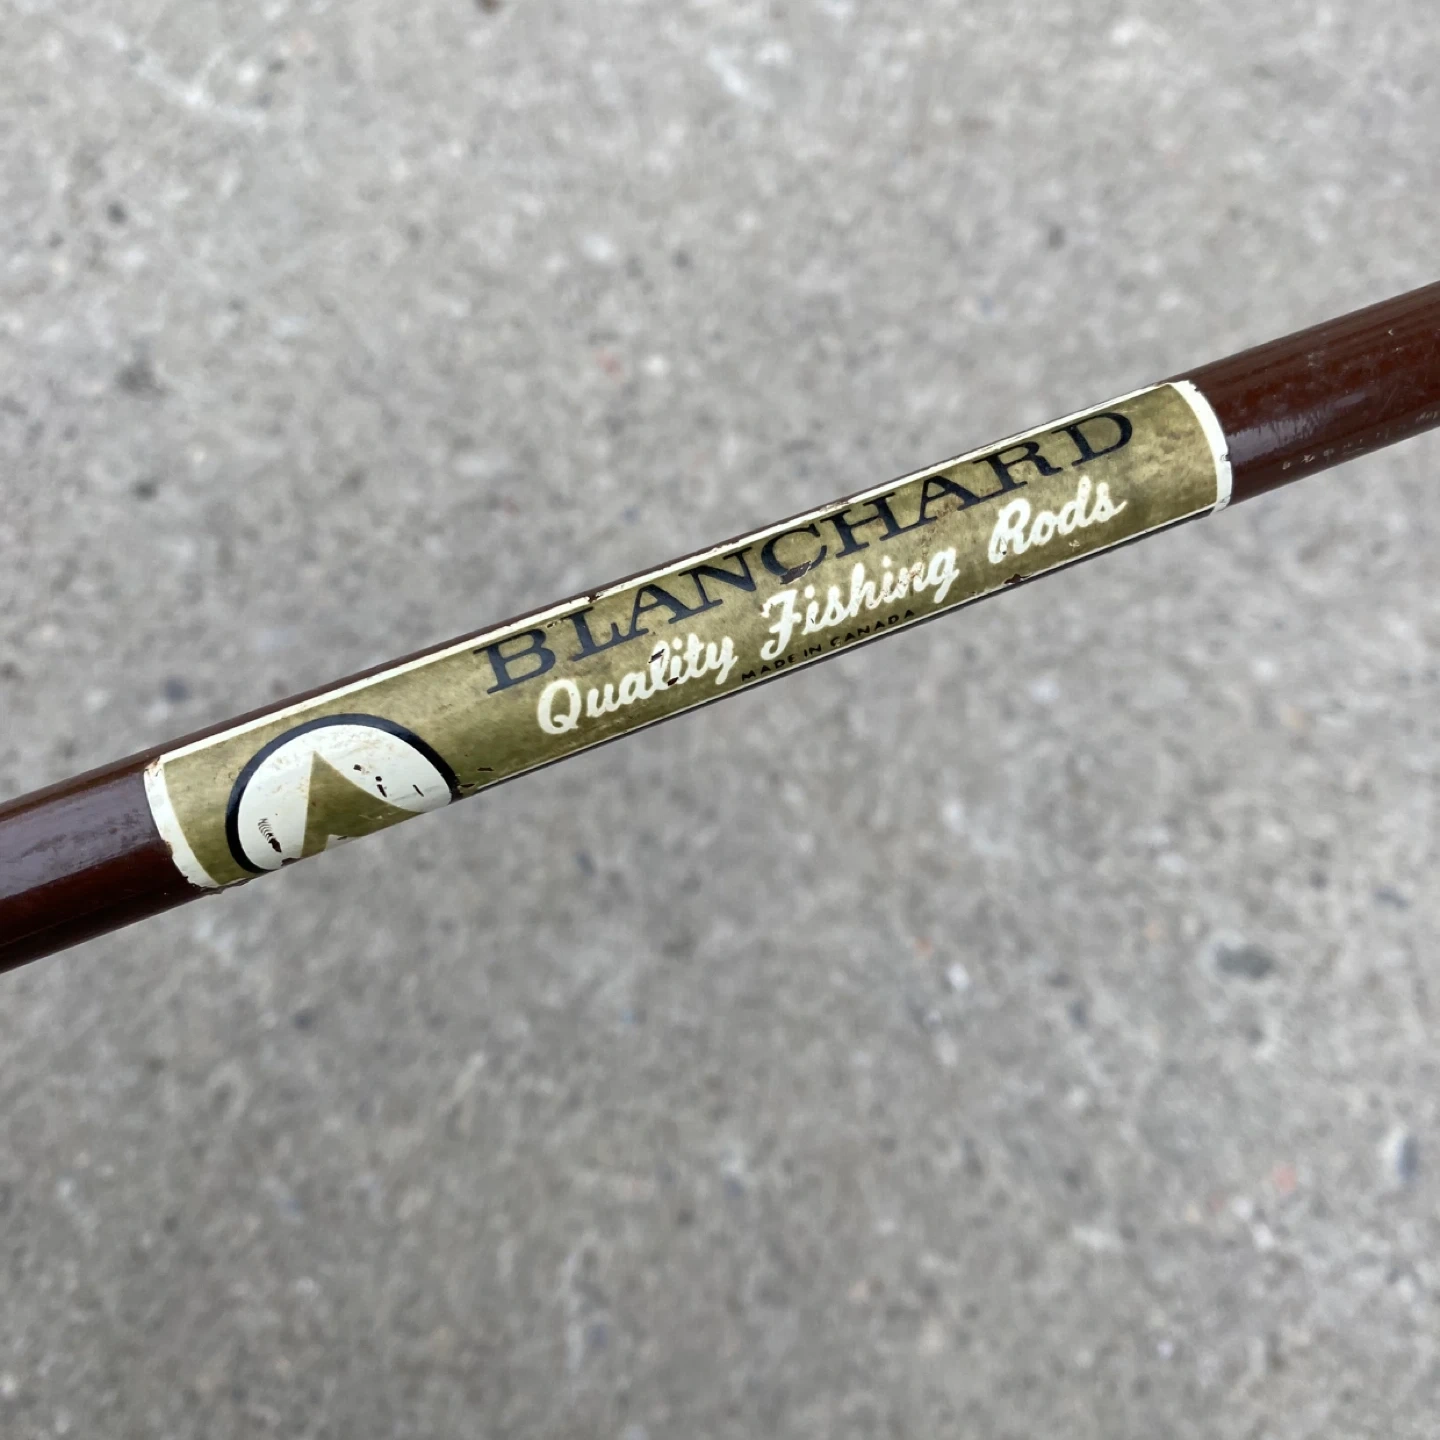 BLANCHARD
Quality Fishing Rods
MADE IN CANADA